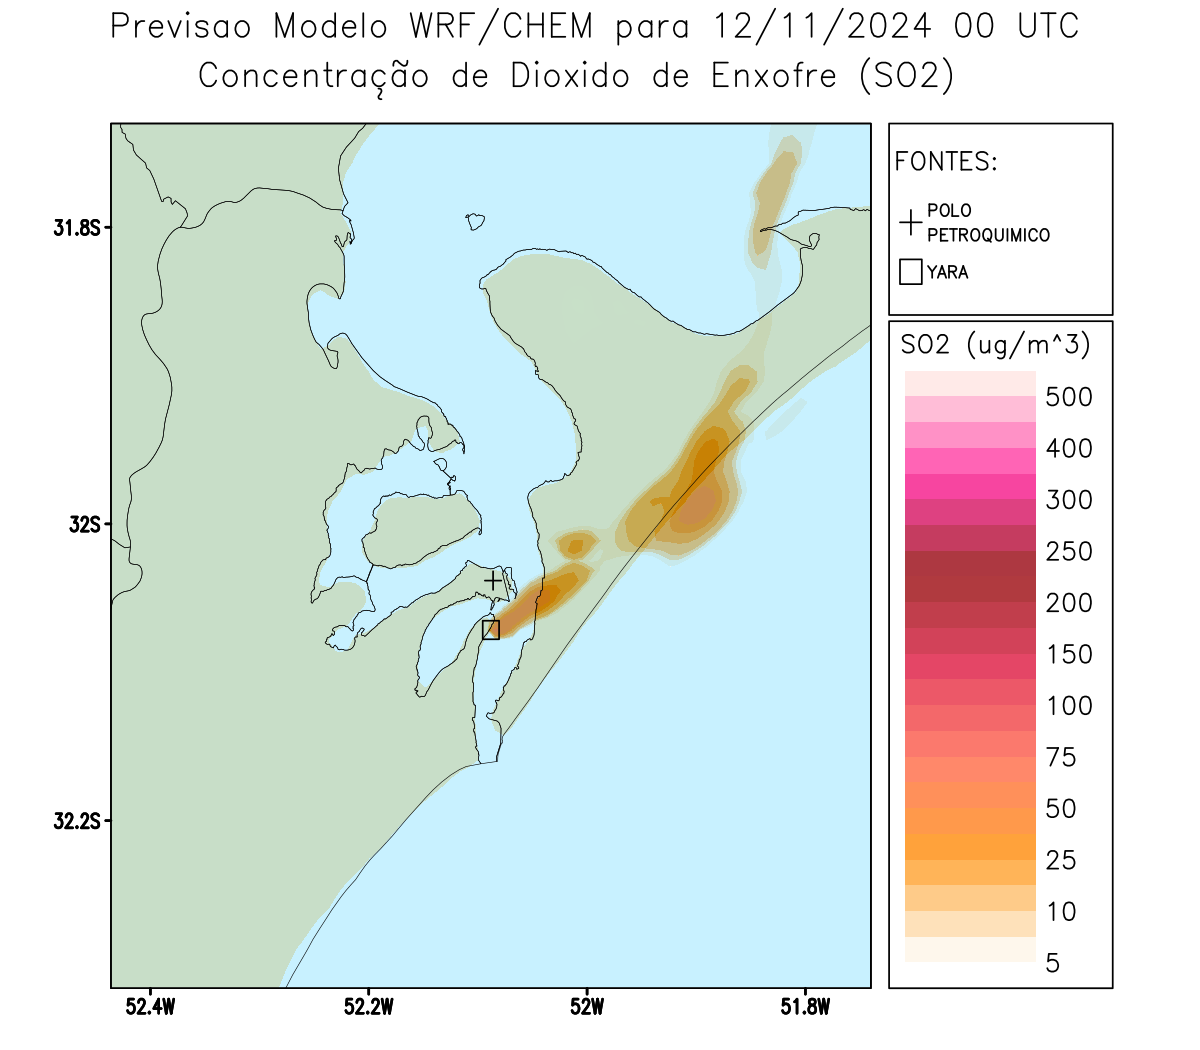 Previsao Modelo WRF/CHEM para 12/11/2024 00 UTC
Concentração de Dioxido de Enxofre (SO2)
FONTES:
POLO
PETROQUIMICO
YARA
SO2 (ug/m^3)
500
400
300
250
200
150
100
75
50
25
10
5
31.8S
32S
32.2S
52.4W
52.2W
52W
51.8W